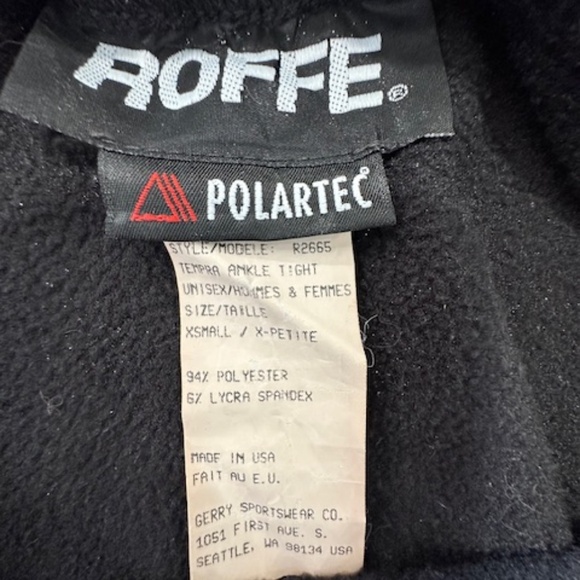 ROFFE®
POLARTEC®
STYLE/MODELE: R2665
TEMPRA ANKLE TIGHT
UNISEX/HOMMES & FEMMES
SIZE/TAILLE
XSMALL / X-PETITE
94% POLYESTER
6% LYCRA SPANDEX
MADE IN USA
FAIT AU E.U.
GERRY SPORTSWEAR CO.
1051 FIRST AVE. S.
SEATTLE, WA 98134 USA